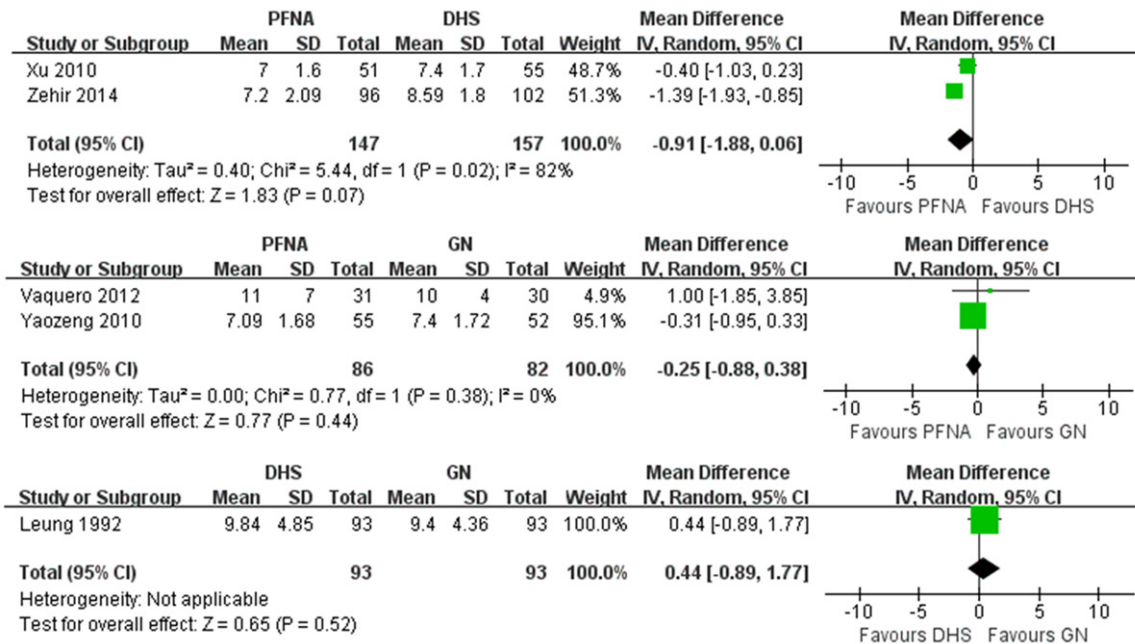 PFNA DHS Mean Difference Mean Difference
Study or Subgroup Mean SD Total Mean SD Total Weight IV, Random, 95% CI IV, Random, 95% CI
Xu 2010 7 1.6 51 7.4 1.7 55 48.7% -0.40 [-1.03, 0.23]
Zehir 2014 7.2 2.09 96 8.59 1.8 102 51.3% -1.39 [-1.93, -0.85]
Total (95% CI) 147 157 100.0% -0.91 [-1.88, 0.06]
Heterogeneity: Tau² = 0.40; Chi² = 5.44, df = 1 (P = 0.02); I² = 82%
Test for overall effect: Z = 1.83 (P = 0.07)
-10 -5 0 5 10
Favours PFNA Favours DHS
PFNA GN Mean Difference Mean Difference
Study or Subgroup Mean SD Total Mean SD Total Weight IV, Random, 95% CI IV, Random, 95% CI
Vaquero 2012 11 7 31 10 4 30 4.9% 1.00 [-1.85, 3.85]
Yaozeng 2010 7.09 1.68 55 7.4 1.72 52 95.1% -0.31 [-0.95, 0.33]
Total (95% CI) 86 82 100.0% -0.25 [-0.88, 0.38]
Heterogeneity: Tau² = 0.00; Chi² = 0.77, df = 1 (P = 0.38); I² = 0%
Test for overall effect: Z = 0.77 (P = 0.44)
-10 -5 0 5 10
Favours PFNA Favours GN
DHS GN Mean Difference Mean Difference
Study or Subgroup Mean SD Total Mean SD Total Weight IV, Random, 95% CI IV, Random, 95% CI
Leung 1992 9.84 4.85 93 9.4 4.36 93 100.0% 0.44 [-0.89, 1.77]
Total (95% CI) 93 93 100.0% 0.44 [-0.89, 1.77]
Heterogeneity: Not applicable
Test for overall effect: Z = 0.65 (P = 0.52)
-10 -5 0 5 10
Favours DHS Favours GN